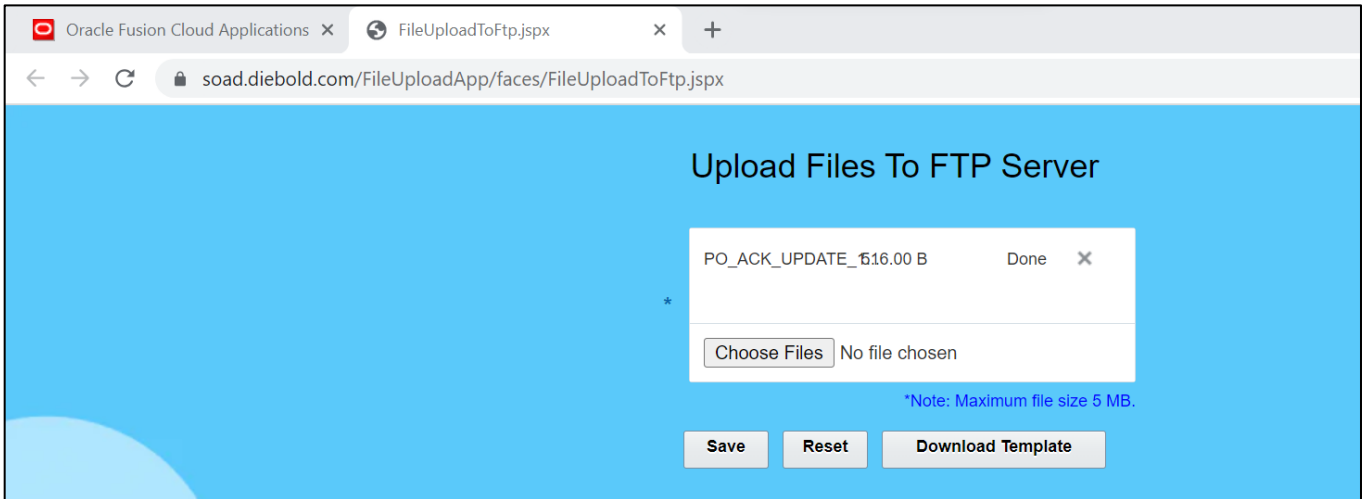 Oracle Fusion Cloud Applications FileUploadToFtp.jspx
soad.diebold.com/FileUploadApp/faces/FileUploadToFtp.jspx
Upload Files To FTP Server
PO_ACK_UPDATE_ 16.00 B Done
*
Choose Files No file chosen
*Note: Maximum file size 5 MB.
Save Reset Download Template